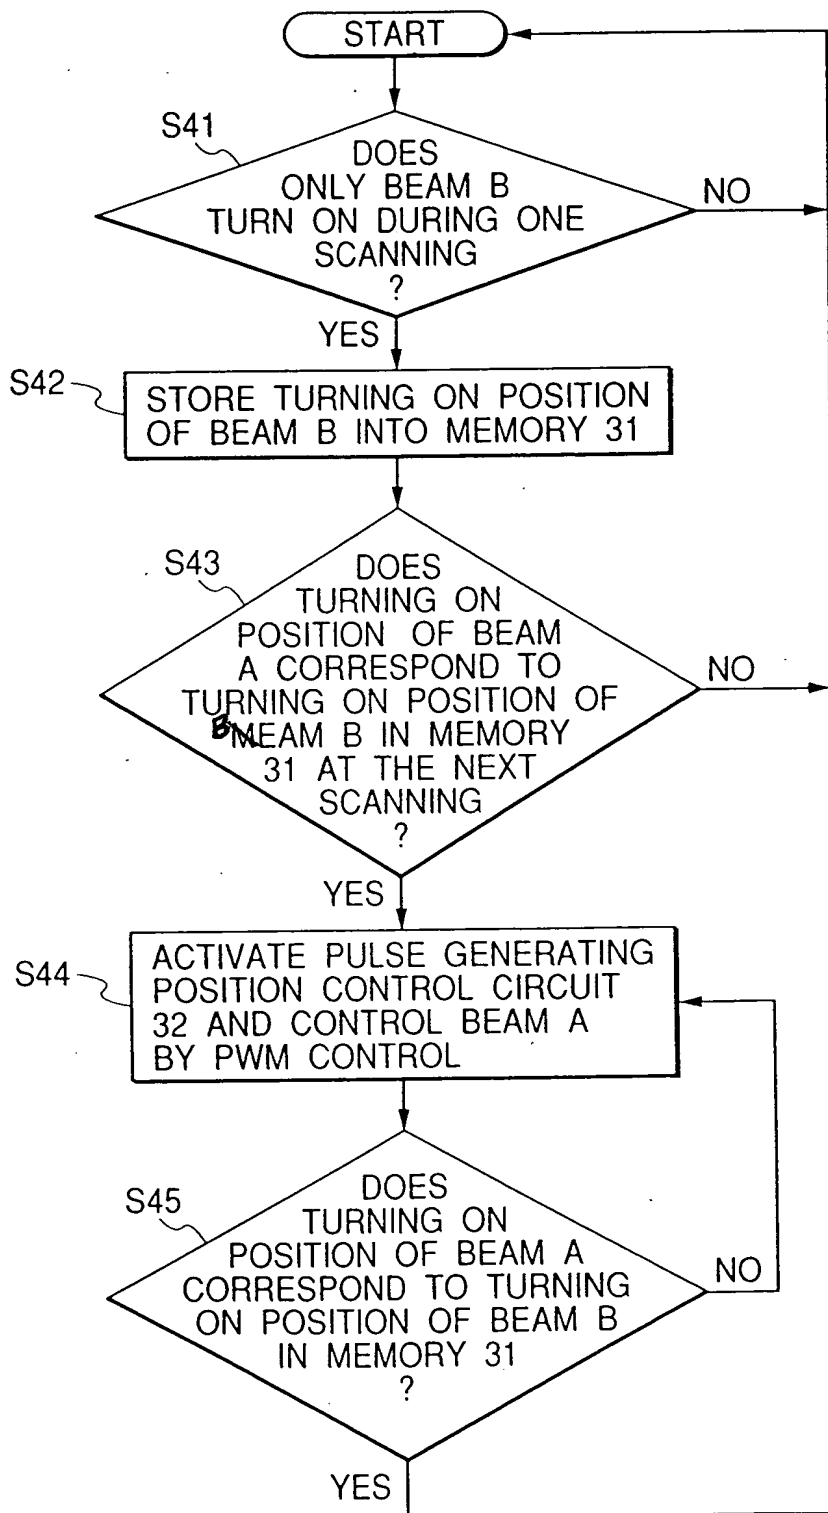 START
S41
DOES
ONLY BEAM B
TURN ON DURING ONE
SCANNING
?
NO
YES
S42
STORE TURNING ON POSITION
OF BEAM B INTO MEMORY 31
S43
DOES
TURNING ON
POSITION OF BEAM
A CORRESPOND TO
TURNING ON POSITION OF
B MEAM B IN MEMORY
31 AT THE NEXT
SCANNING
?
NO
YES
S44
ACTIVATE PULSE GENERATING
POSITION CONTROL CIRCUIT
32 AND CONTROL BEAM A
BY PWM CONTROL
S45
DOES
TURNING ON
POSITION OF BEAM A
CORRESPOND TO TURNING
ON POSITION OF BEAM B
IN MEMORY 31
?
NO
YES